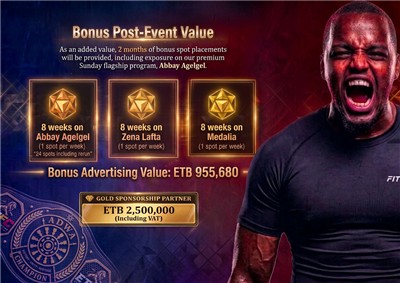 Bonus Post-Event Value
As an added value, 2 months of bonus spot placements
will be provided, including exposure on our premium
Sunday flagship program, Abbay Agelgel.
8 weeks on
Abbay Agelgel
(1 spot per week)
*24 spots including rerun*
8 weeks on
Zena Lafta
(1 spot per week)
8 weeks on
Medalia
(1 spot per week)
Bonus Advertising Value: ETB 955,680
GOLD SPONSORSHIP PARTNER
ETB 2,500,000
(Including VAT)
ADWA
CHAMPION
FIT